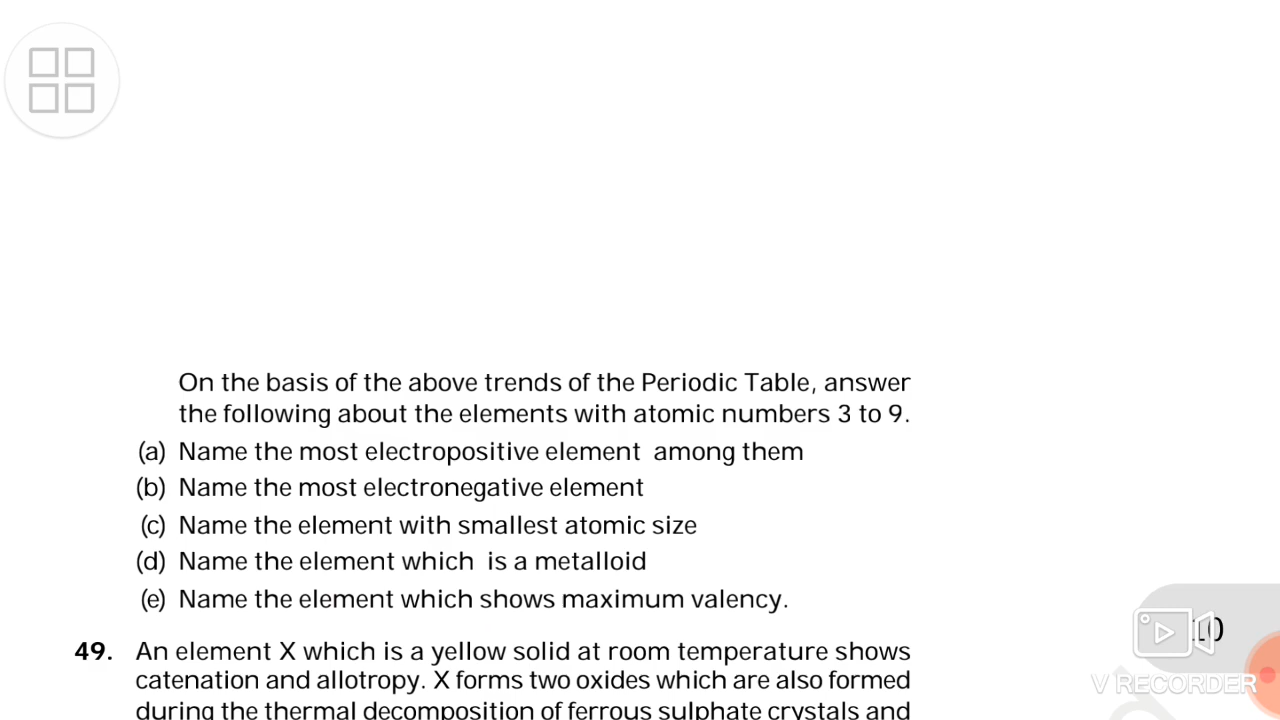 On the basis of the above trends of the Periodic Table, answer
the following about the elements with atomic numbers 3 to 9.
(a) Name the most electropositive element among them
(b) Name the most electronegative element
(c) Name the element with smallest atomic size
(d) Name the element which is a metalloid
(e) Name the element which shows maximum valency.
10
49. An element X which is a yellow solid at room temperature shows
catenation and allotropy. X forms two oxides which are also formed
V RECORDER
during the thermal decomposition of ferrous sulphate crystals and